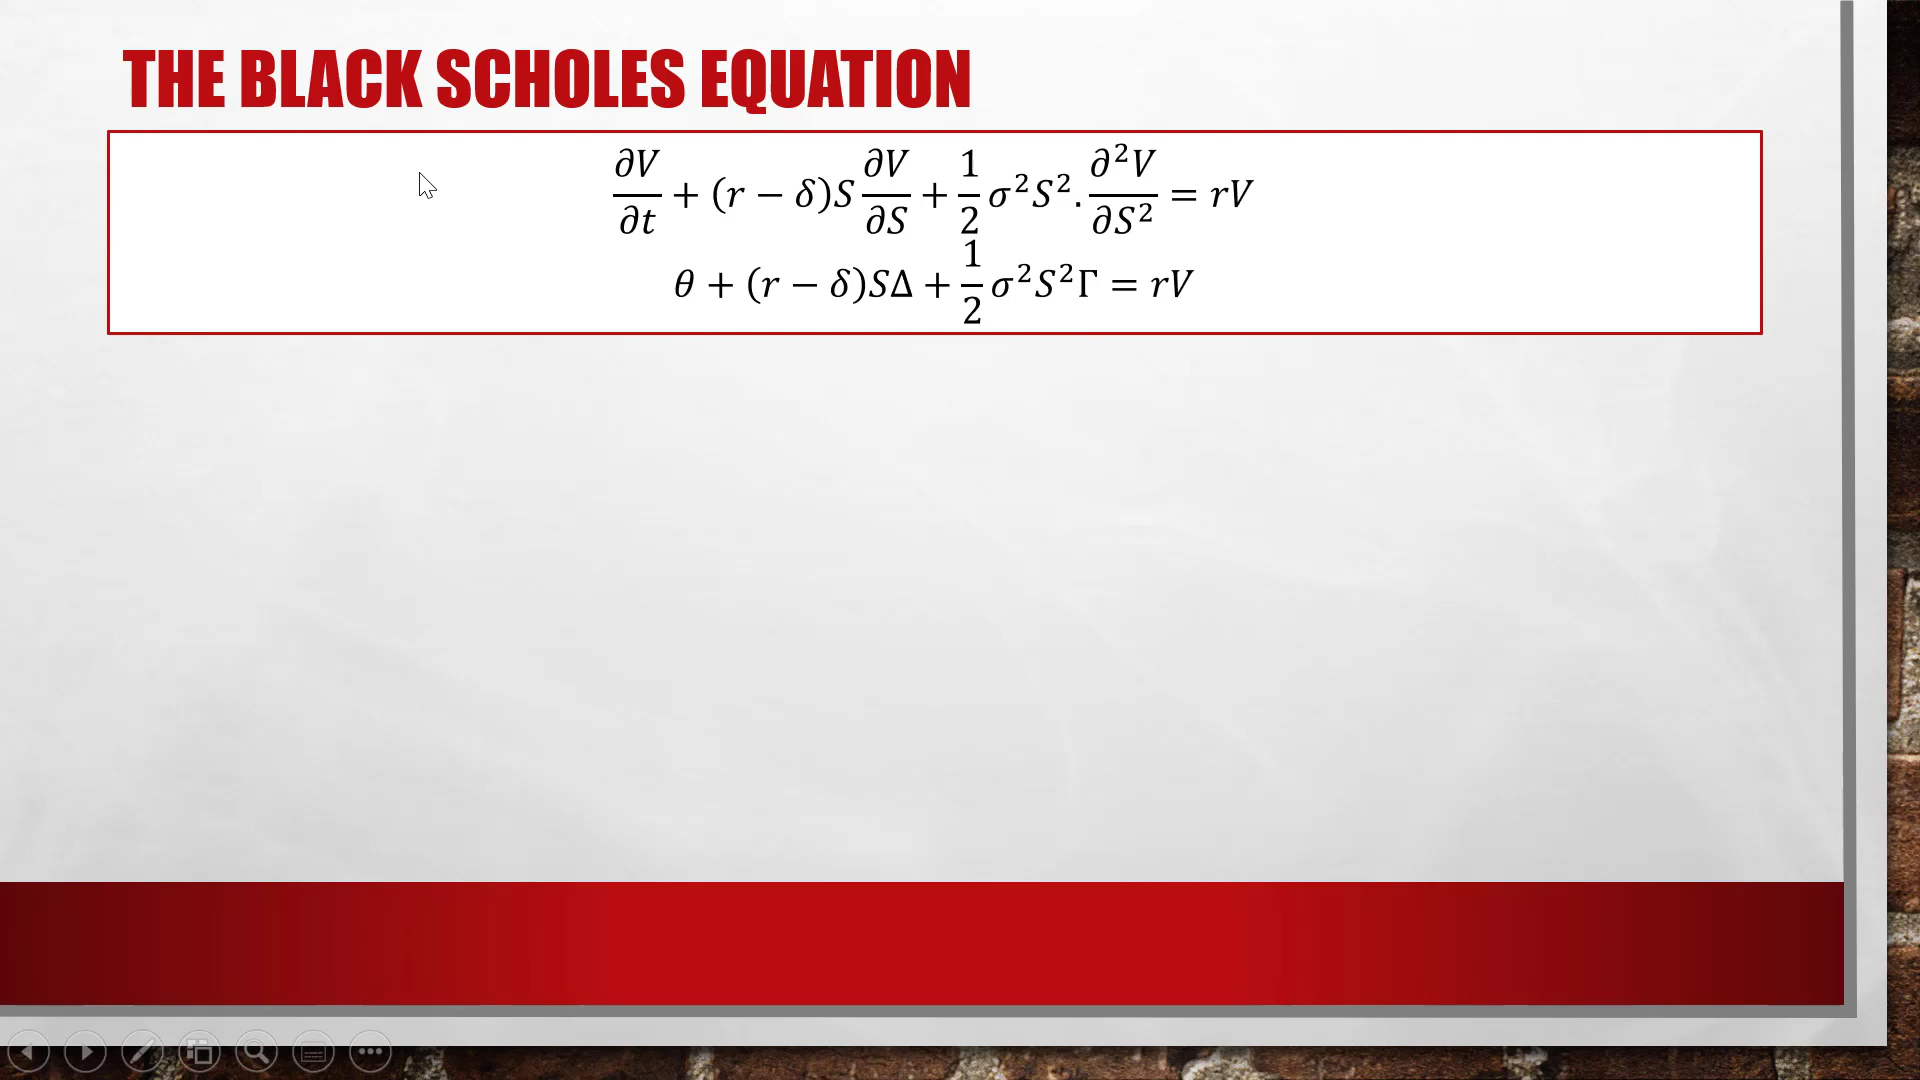 THE BLACK SCHOLES EQUATION
∂V/∂t + (r − δ)S ∂V/∂S + 1/2 σ²S². ∂²V/∂S² = rV
θ + (r − δ)SΔ + 1/2 σ²S²Γ = rV